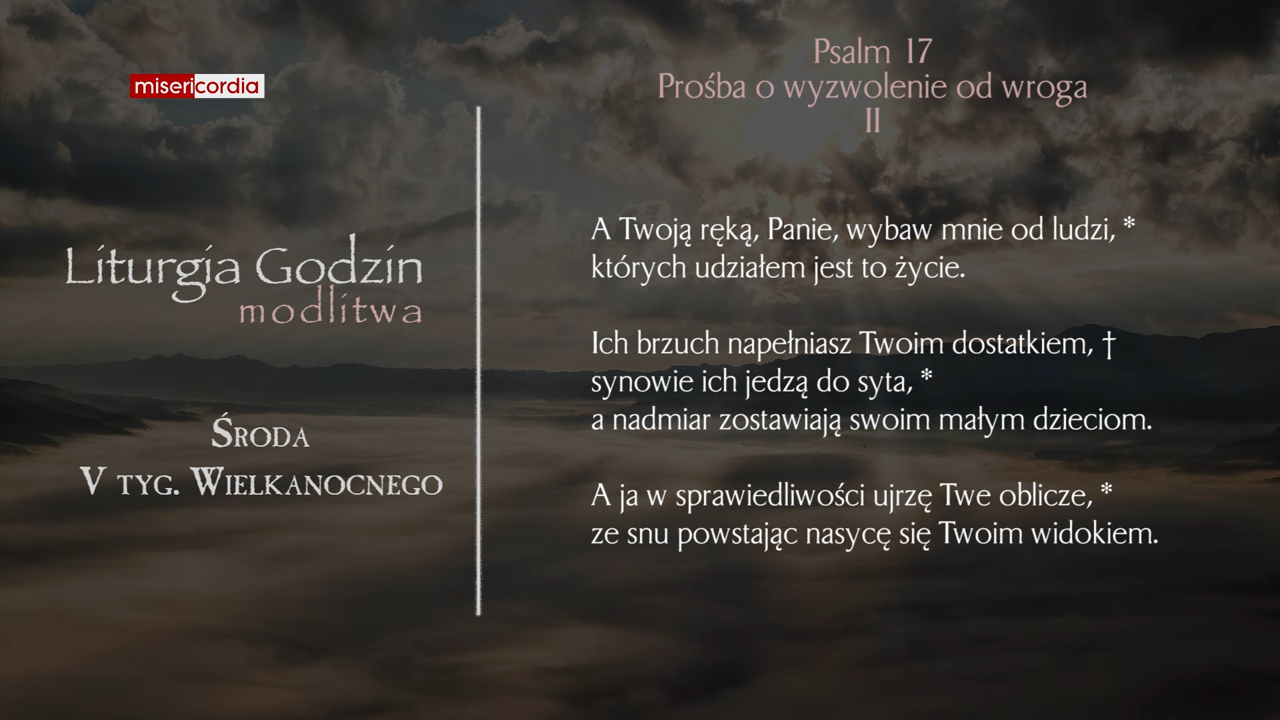 misericordia
Liturgia Godzin
modlitwa
Środa
V tyg. Wielkanocnego
Psalm 17
Prośba o wyzwolenie od wroga
II
A Twoją ręką, Panie, wybaw mnie od ludzi, *
których udziałem jest to życie.
Ich brzuch napełniasz Twoim dostatkiem, †
synowie ich jedzą do syta, *
a nadmiar zostawiają swoim małym dzieciom.
A ja w sprawiedliwości ujrzę Twe oblicze, *
ze snu powstając nasycę się Twoim widokiem.